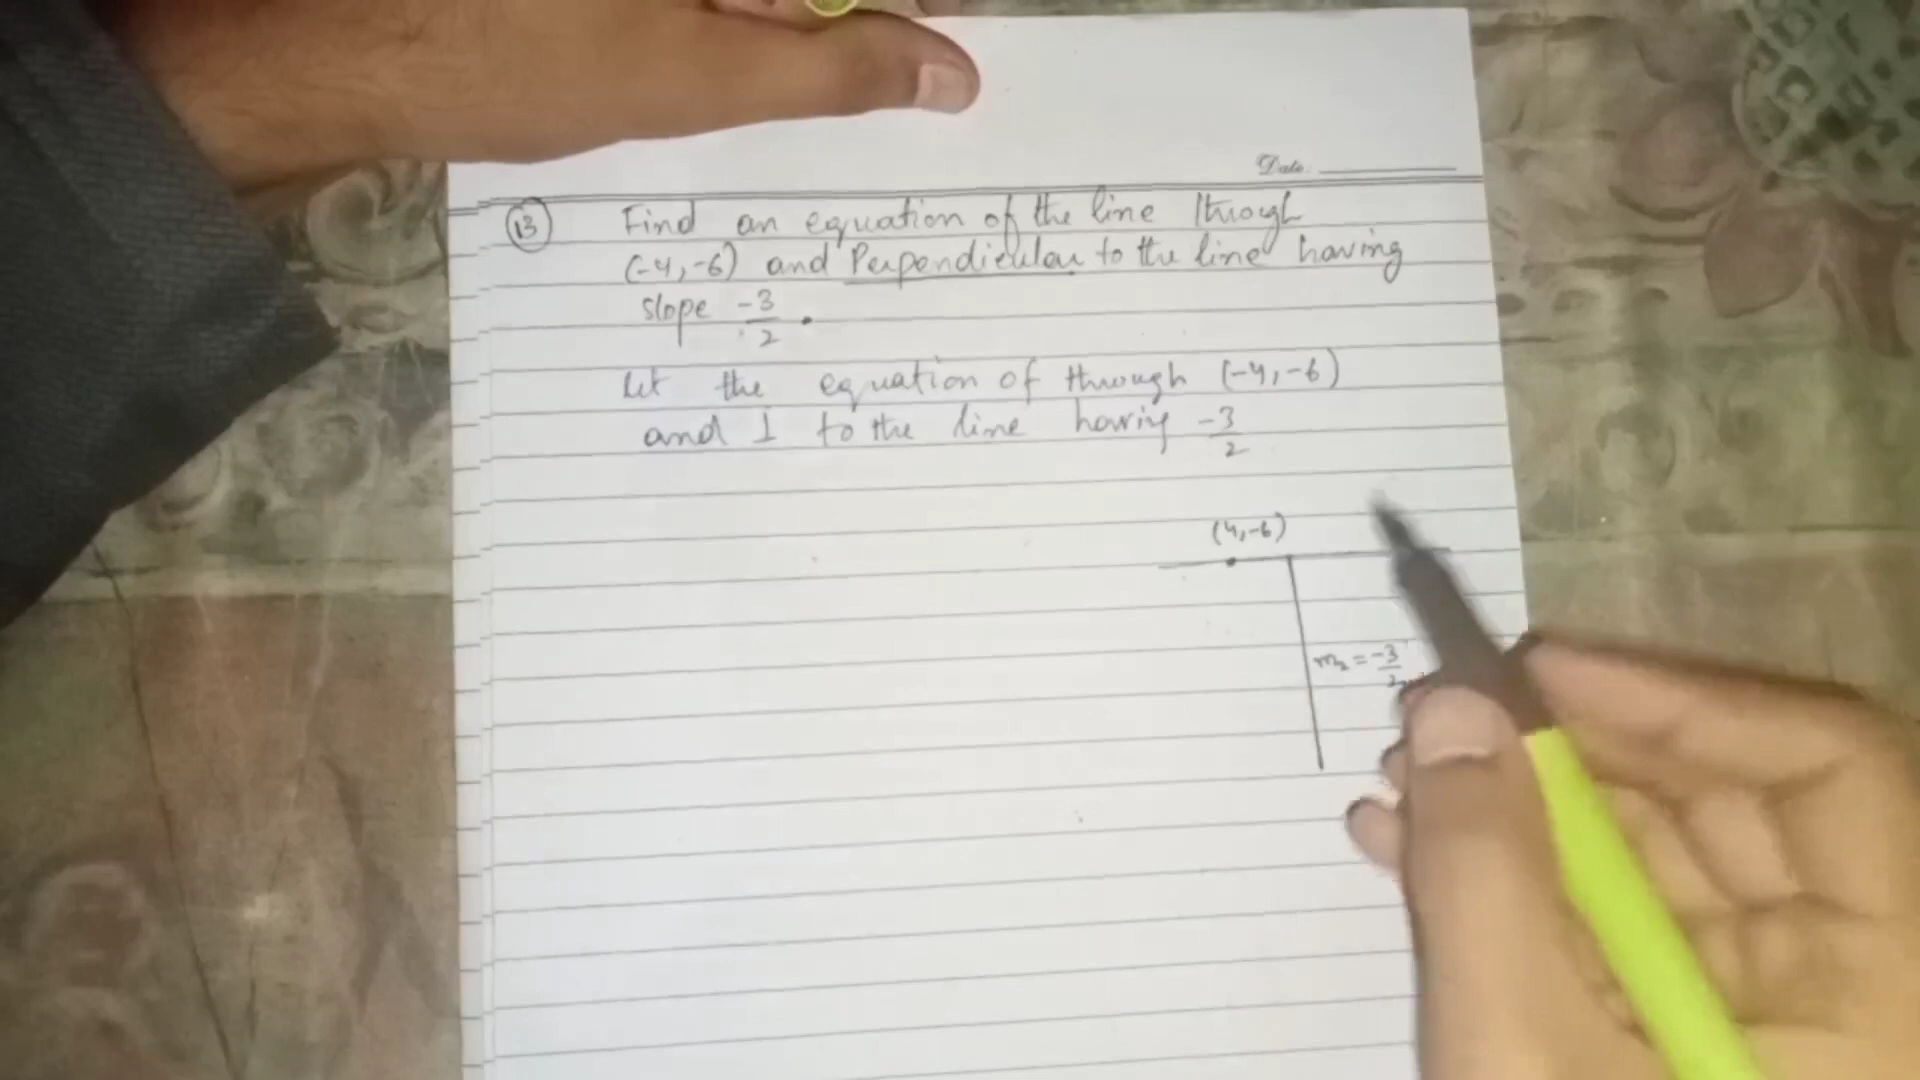 Date:
13 Find an equation of the line through
(-4,-6) and Perpendicular to the line having
slope -3/2.
let the equation of through (-4,-6)
and ⊥ to the line having -3/2
(4,-6)
m₂ = -3/2